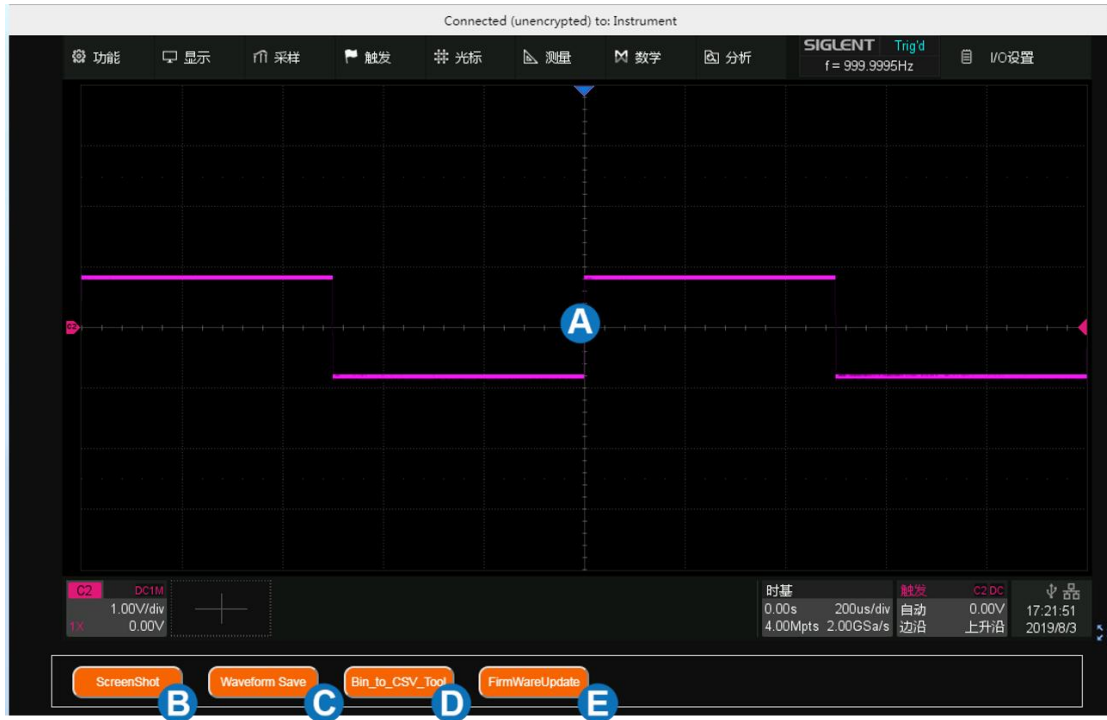 Connected (unencrypted) to: Instrument
功能 显示 采样 触发 光标 测量 数学 分析 SIGLENT Trig'd I/O设置
f = 999.9995Hz
A
C2
C2 DC1M
1.00V/div
1X 0.00V
时基
0.00s 200us/div
4.00Mpts 2.00GSa/s
触发 C2 DC
自动 0.00V
边沿 上升沿
17:21:51
2019/8/3
ScreenShot Waveform Save Bin_to_CSV_Tool FirmWareUpdate
B C D E